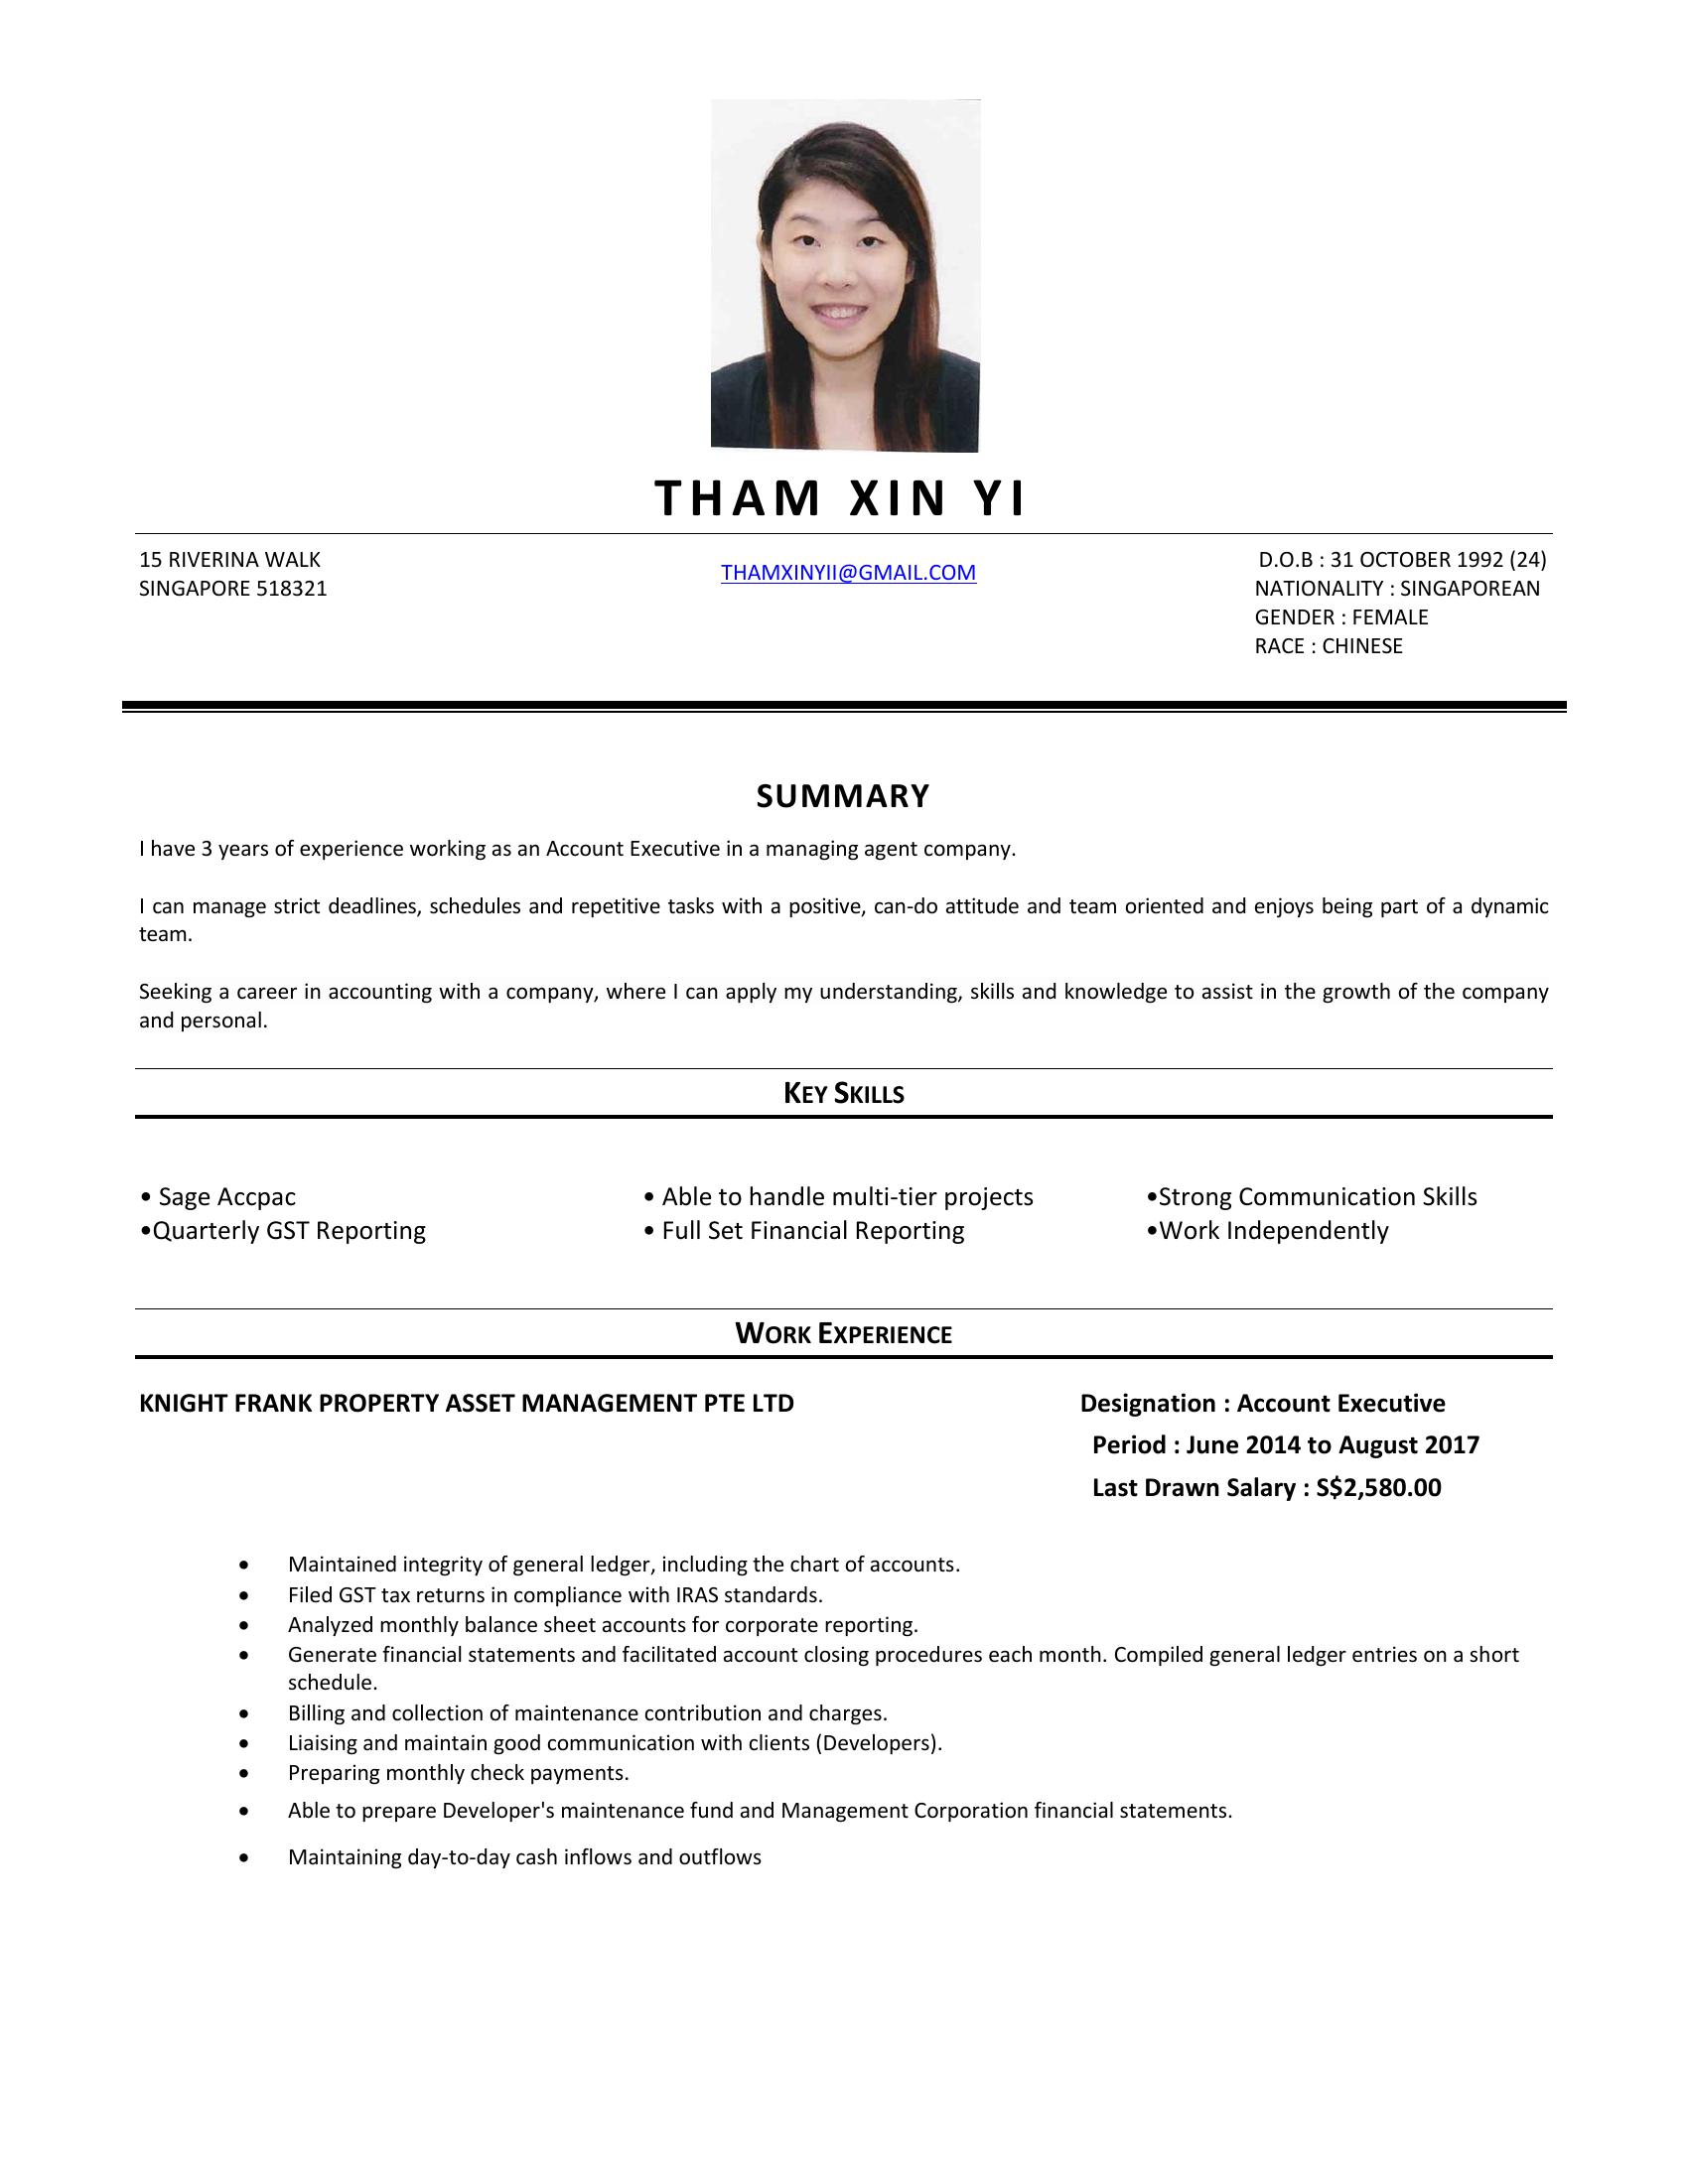 THAM XIN YI
15 RIVERINA WALK
SINGAPORE 518321
THAMXINYII@GMAIL.COM
D.O.B : 31 OCTOBER 1992 (24)
NATIONALITY : SINGAPOREAN
GENDER : FEMALE
RACE : CHINESE
SUMMARY
I have 3 years of experience working as an Account Executive in a managing agent company.
I can manage strict deadlines, schedules and repetitive tasks with a positive, can-do attitude and team oriented and enjoys being part of a dynamic
team.
Seeking a career in accounting with a company, where I can apply my understanding, skills and knowledge to assist in the growth of the company
and personal.
KEY SKILLS
• Sage Accpac
•Quarterly GST Reporting
• Able to handle multi-tier projects
• Full Set Financial Reporting
•Strong Communication Skills
•Work Independently
WORK EXPERIENCE
KNIGHT FRANK PROPERTY ASSET MANAGEMENT PTE LTD
Designation : Account Executive
Period : June 2014 to August 2017
Last Drawn Salary : S$2,580.00
• Maintained integrity of general ledger, including the chart of accounts.
• Filed GST tax returns in compliance with IRAS standards.
• Analyzed monthly balance sheet accounts for corporate reporting.
• Generate financial statements and facilitated account closing procedures each month. Compiled general ledger entries on a short
schedule.
• Billing and collection of maintenance contribution and charges.
• Liaising and maintain good communication with clients (Developers).
• Preparing monthly check payments.
• Able to prepare Developer's maintenance fund and Management Corporation financial statements.
• Maintaining day-to-day cash inflows and outflows